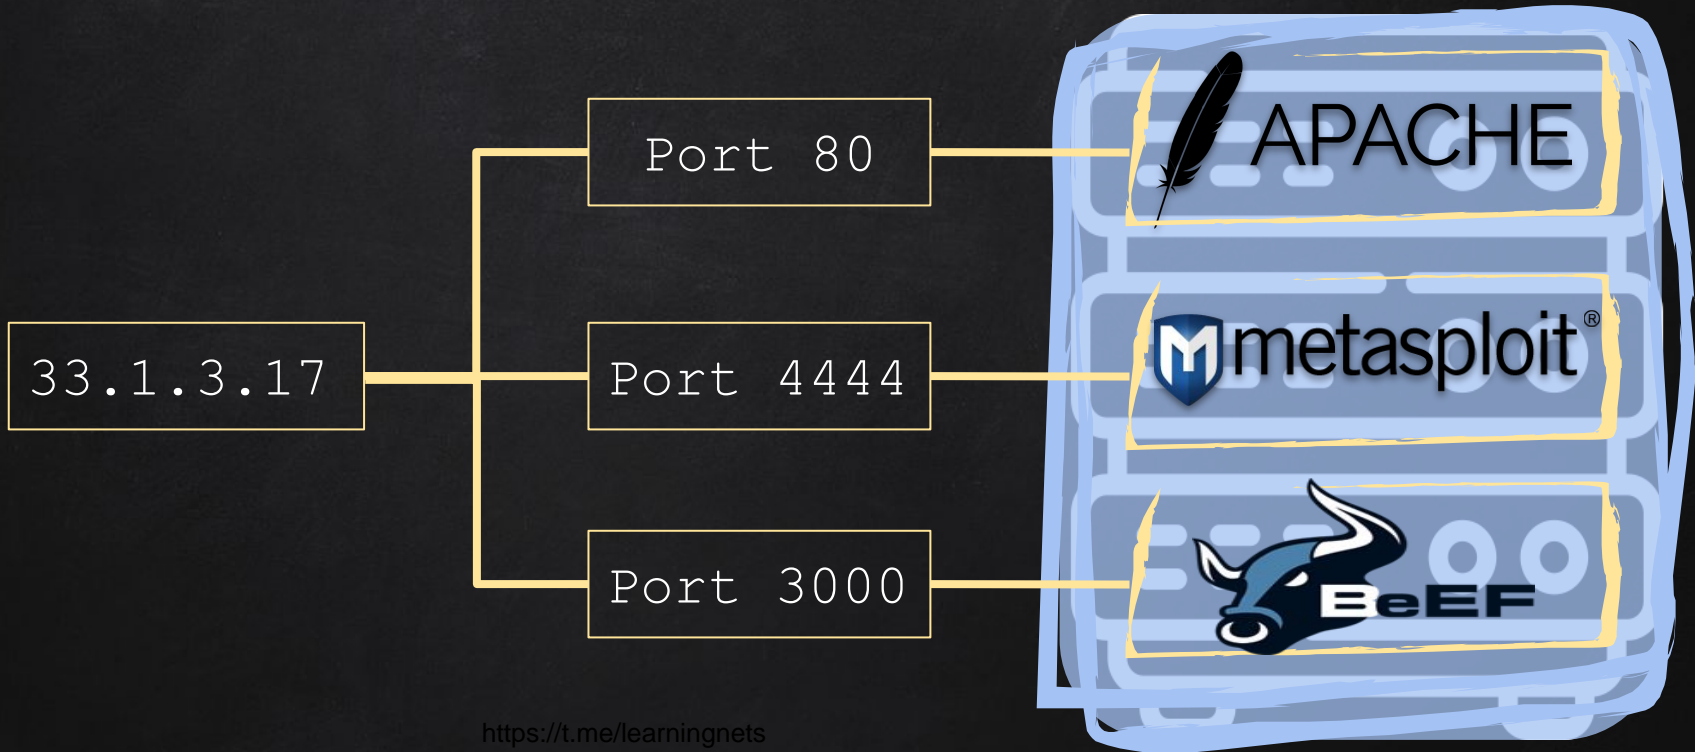 Port 80
APACHE
33.1.3.17
Port 4444
metasploit®
Port 3000
BeEF
https://t.me/learningnets